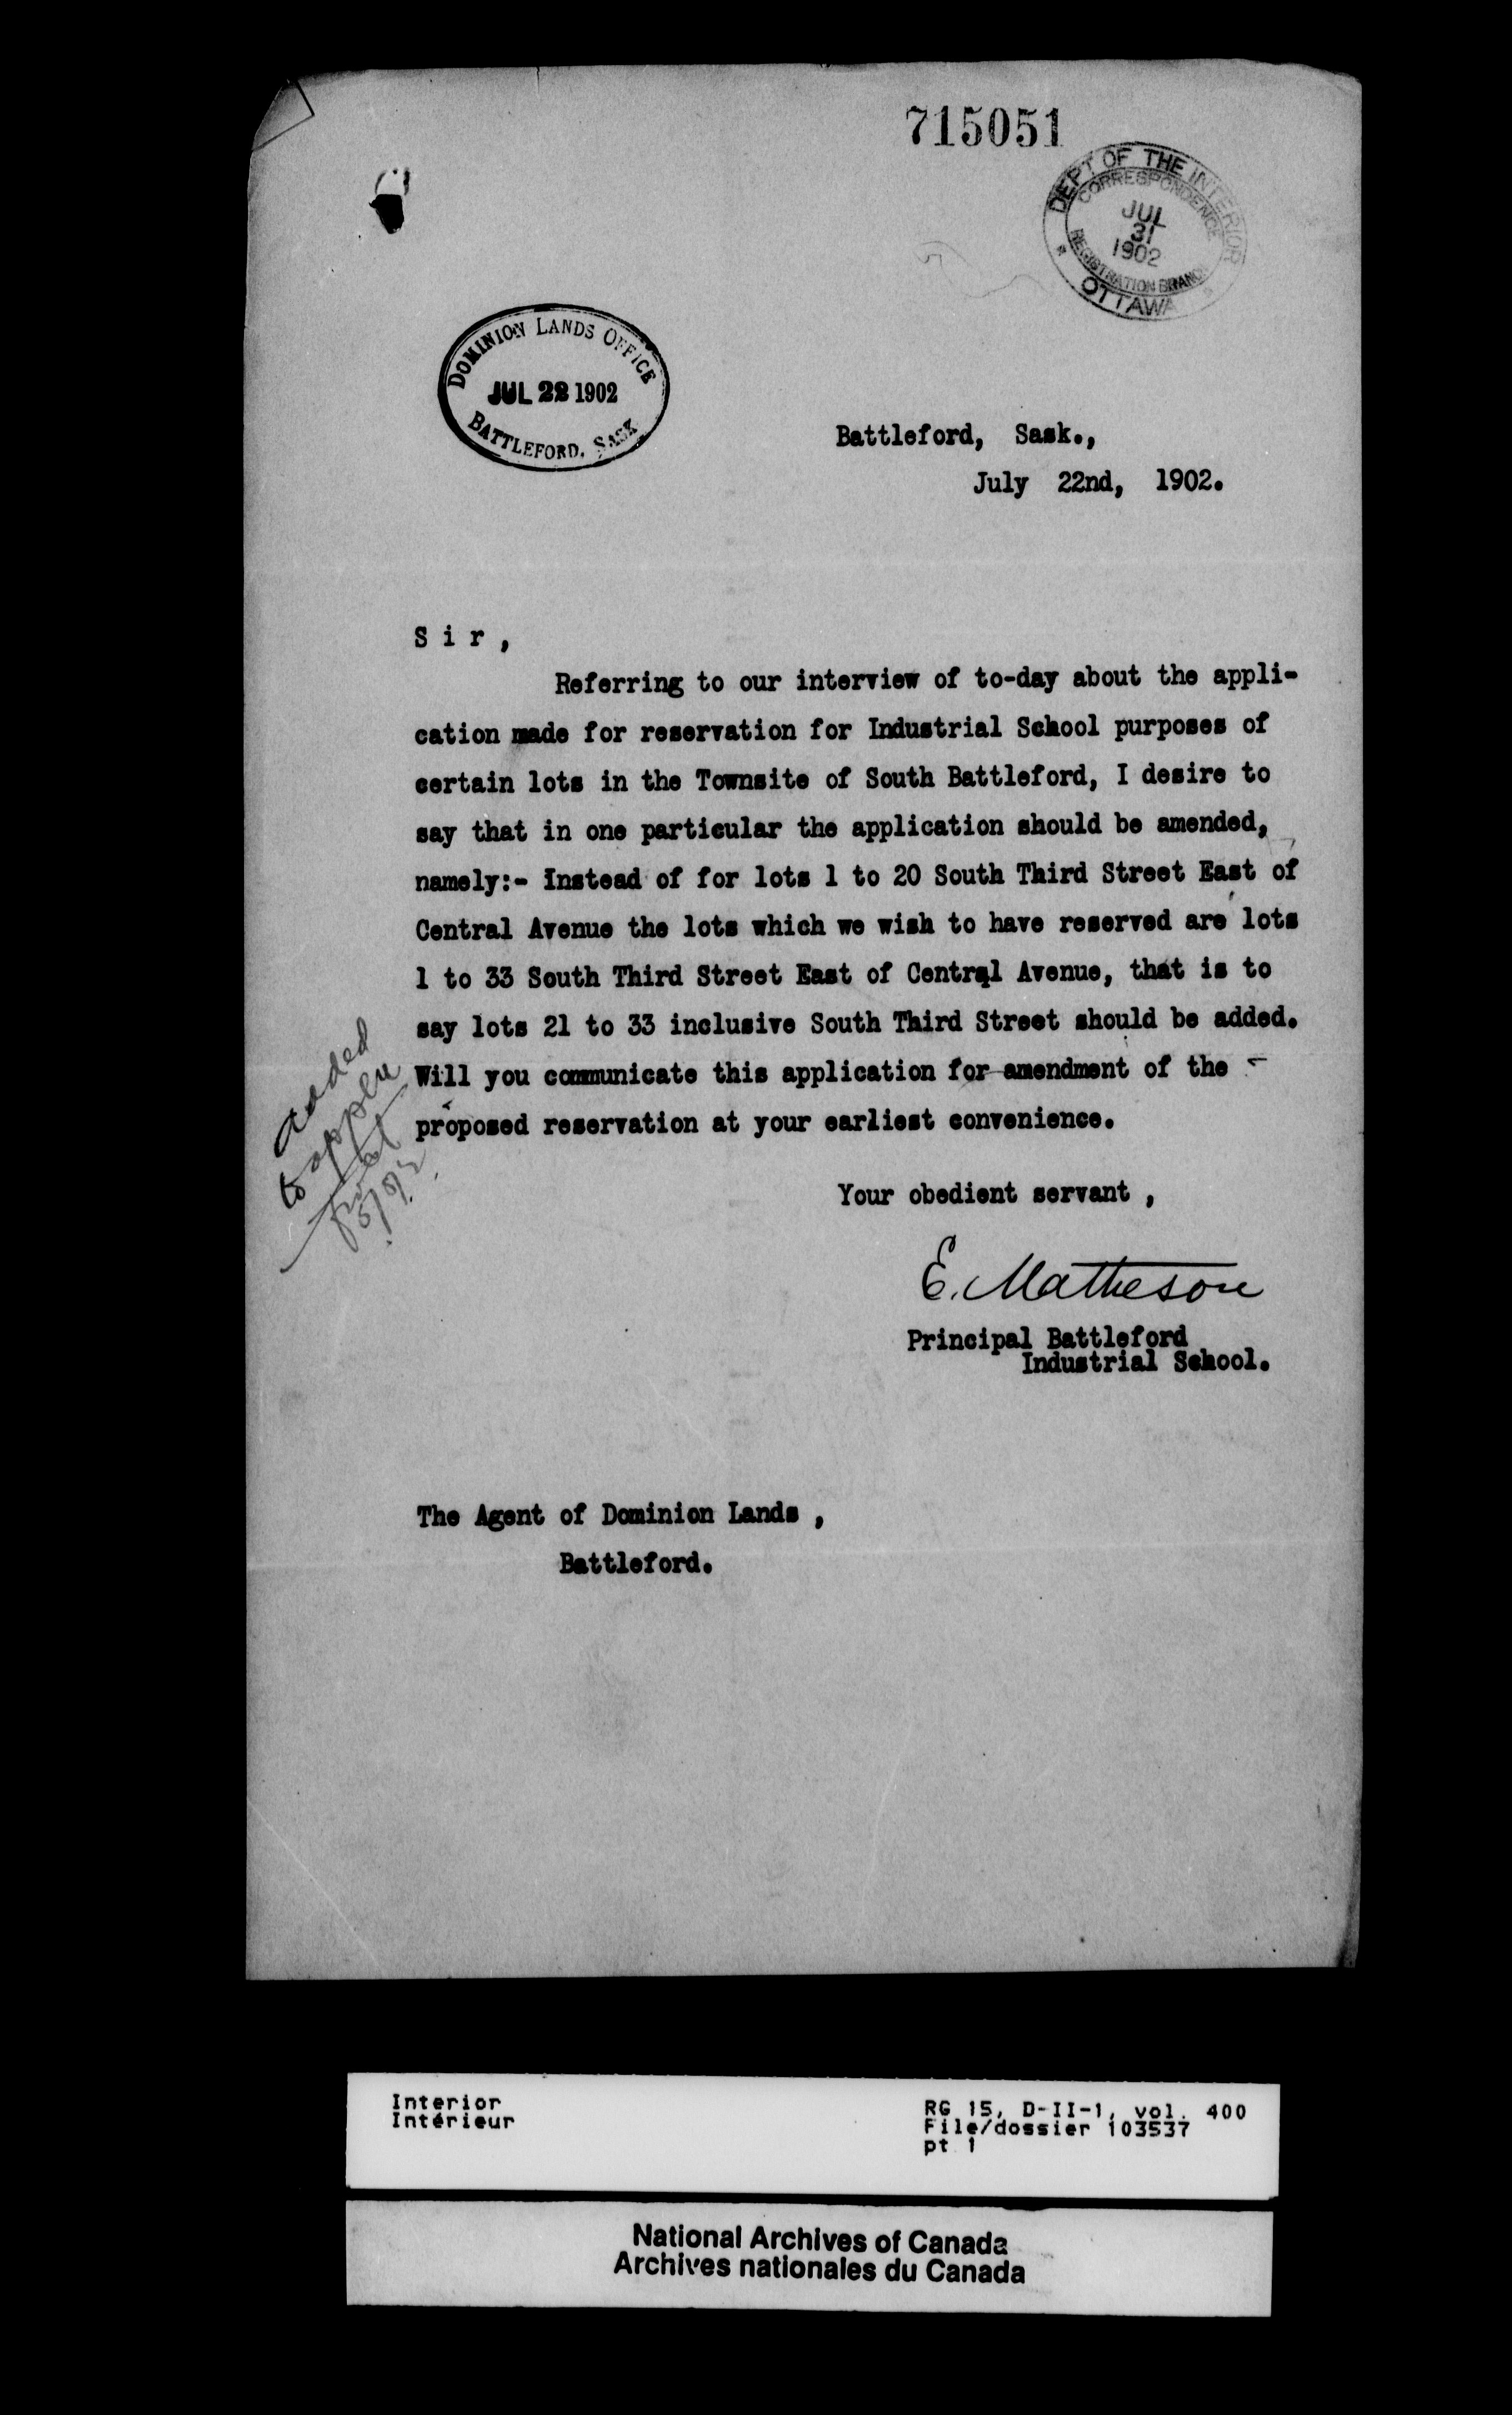 715051
DEPT OF THE INTERIOR
CORRESPONDENCE
JUL
31
1902
REGISTRATION BRANCH
OTTAWA
DOMINION LANDS OFFICE
JUL 22 1902
BATTLEFORD, SASK
Battleford, Sask.,
July 22nd, 1902.
Sir,
Referring to our interview of to-day about the appli-
cation made for reservation for Industrial School purposes of
certain lots in the Townsite of South Battleford, I desire to
say that in one particular the application should be amended,
namely:- Instead of for lots 1 to 20 South Third Street East of
Central Avenue the lots which we wish to have reserved are lots
1 to 33 South Third Street East of Central Avenue, that is to
say lots 21 to 33 inclusive South Third Street should be added.
Will you communicate this application for amendment of the
proposed reservation at your earliest convenience.
added
to
Your obedient servant ,
E. Matheson
Principal Battleford
Industrial School.
The Agent of Dominion Lands ,
Battleford.
Interior
Intérieur
RG 15, D-II-1, vol. 400
File/dossier 103537
pt 1
National Archives of Canada
Archives nationales du Canada